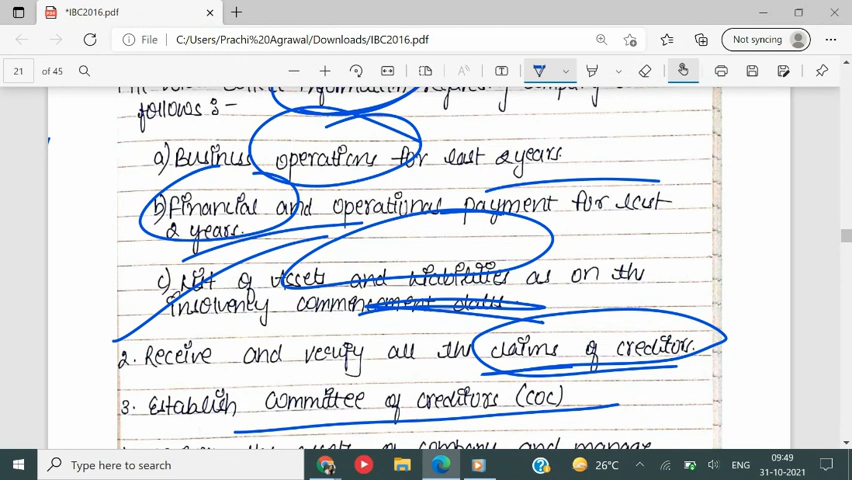 *IBC2016.pdf
File C:/Users/Prachi%20Agrawal/Downloads/IBC2016.pdf Not syncing
21 of 45
follows :-
a) Business operations for last 2 years.
b) Financial and operational payment for last
2 years.
c) List of Assets and Liabilities as on the
insolvency commencement date
2. Receive and verify all the claims of creditors.
3. Establish committee of creditors (COC)
company and manage
Type here to search 26°C ENG 09:49
31-10-2021